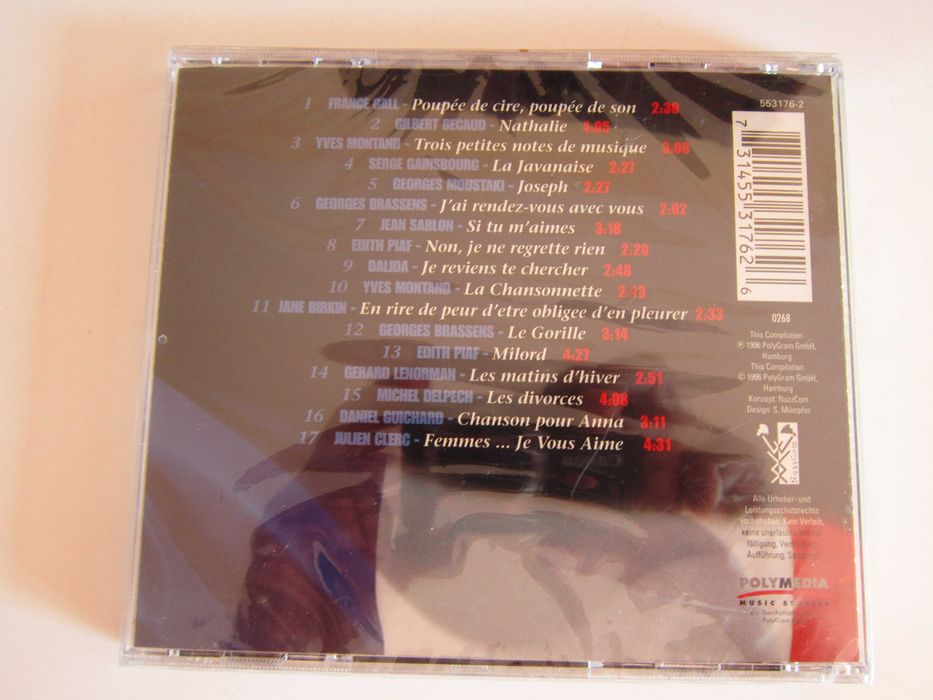 1 FRANCE GALL - Poupée de cire, poupée de son 2:30
2 GILBERT BECAUD - Nathalie 4:05
3 YVES MONTAND - Trois petites notes de musique 3:06
4 SERGE GAINSBOURG - La Javanaise 2:27
5 GEORGES MOUSTAKI - Joseph 2:27
6 GEORGES BRASSENS - J'ai rendez-vous avec vous 2:02
7 JEAN SABLON - Si tu m'aimes 3:18
8 EDITH PIAF - Non, je ne regrette rien 2:20
9 DALIDA - Je reviens te chercher 2:48
10 YVES MONTAND - La Chansonnette
11 JANE BIRKIN - En rire de peur d'etre obligee d'en pleurer 2:33
12 GEORGES BRASSENS - Le Gorille 3:14
13 EDITH PIAF - Milord 4:27
14 GERARD LENORMAN - Les matins d'hiver 2:51
15 MICHEL DELPECH - Les divorces 4:08
16 DANIEL GUICHARD - Chanson pour Anna 3:11
17 JULIEN CLERC - Femmes ... Je Vous Aime 4:31
553176-2
7 31455 31762 6
0268
This Compilation
℗ 1996 PolyGram GmbH,
Hamburg
This Compilation
© 1996 PolyGram GmbH,
Hamburg
Konzept: NuzzCom
Design: S. Mümpfer
Alle Urheber- und
Leistungsschutzrechte
vorbehalten. Kein Verleih,
keine unerlaubte
fältigung,
Aufführung,
POLYMEDIA
MUSIC SERVICE